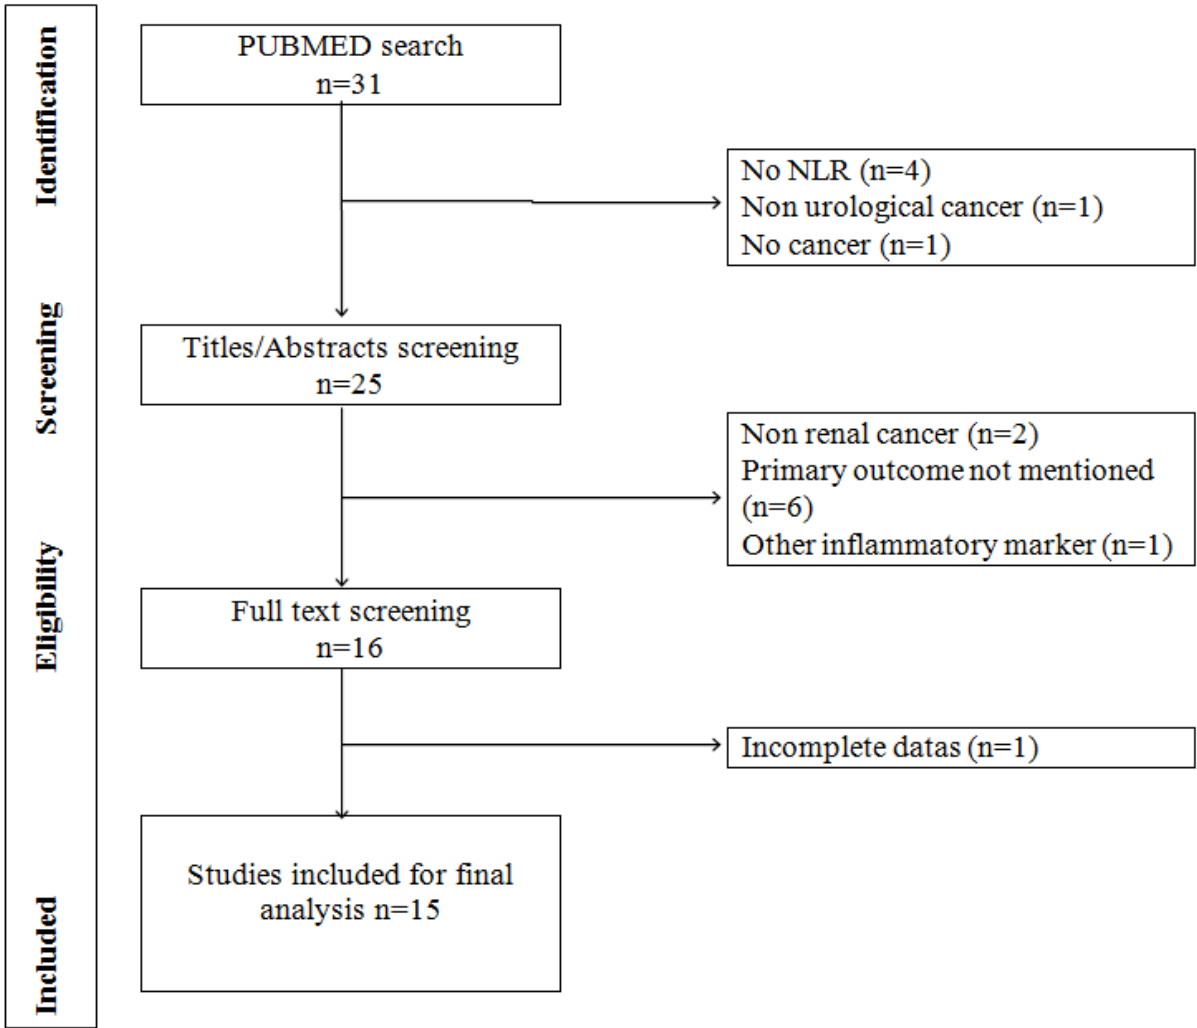 Identification
PUBMED search
n=31
No NLR (n=4)
Non urological cancer (n=1)
No cancer (n=1)
Screening
Titles/Abstracts screening
n=25
Non renal cancer (n=2)
Primary outcome not mentioned
(n=6)
Other inflammatory marker (n=1)
Eligibility
Full text screening
n=16
Incomplete datas (n=1)
Included
Studies included for final
analysis n=15